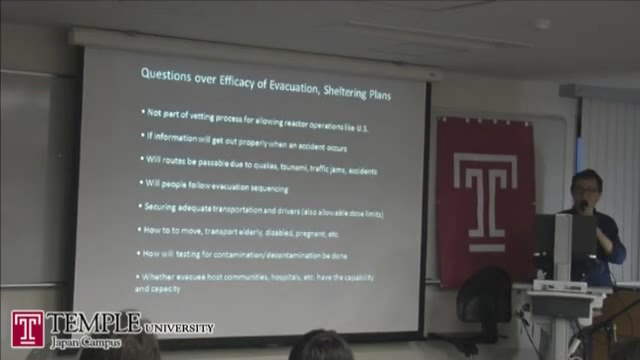 Questions over Efficacy of Evacuation, Sheltering Plans
• Not part of vetting process for allowing reactor operations like U.S.
• If information will get out properly when an accident occurs
• Will routes be passable due to quakes, tsunami, traffic jams, accidents
• Will people follow evacuation sequencing
• Securing adequate transportation and drivers (also allowable dose limits)
• How to to move, transport elderly, disabled, pregnant, etc.
• How will testing for contamination/decontamination be done
• Whether evacuee host communities, hospitals, etc. have the capability
and capacity
T
T TEMPLE UNIVERSITY
Japan Campus